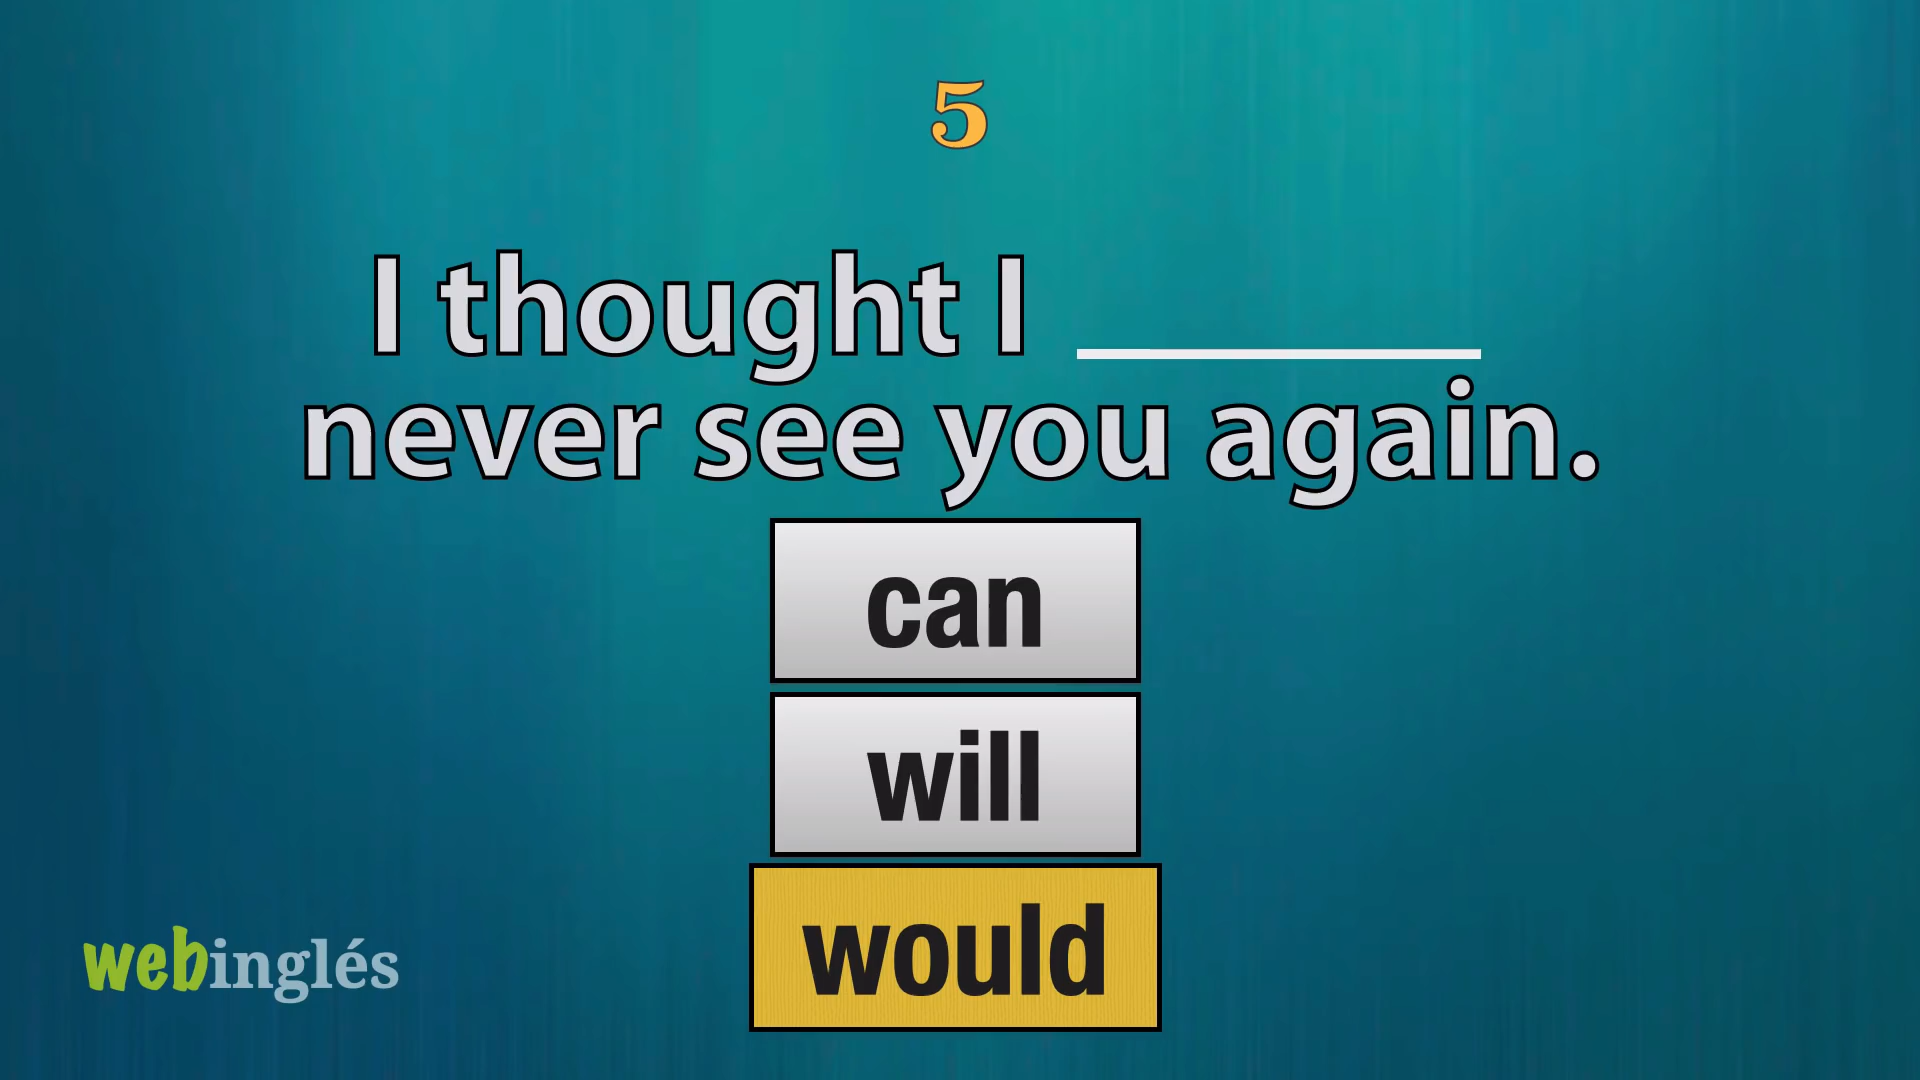 5
I thought I ________
never see you again.
can
will
would
webinglés